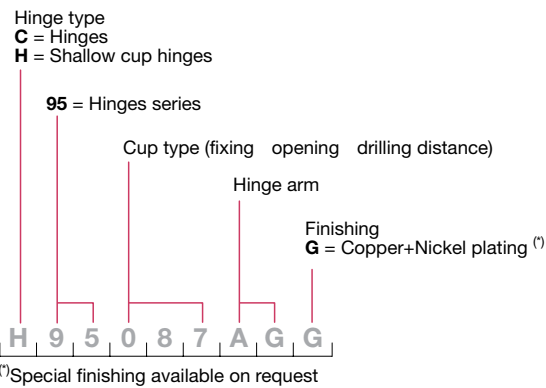 Hinge type
C = Hinges
H = Shallow cup hinges
95 = Hinges series
Cup type (fixing opening drilling distance)
Hinge arm
Finishing
G = Copper+Nickel plating (*)
H 9 5 0 8 7 A G G
(*)Special finishing available on request